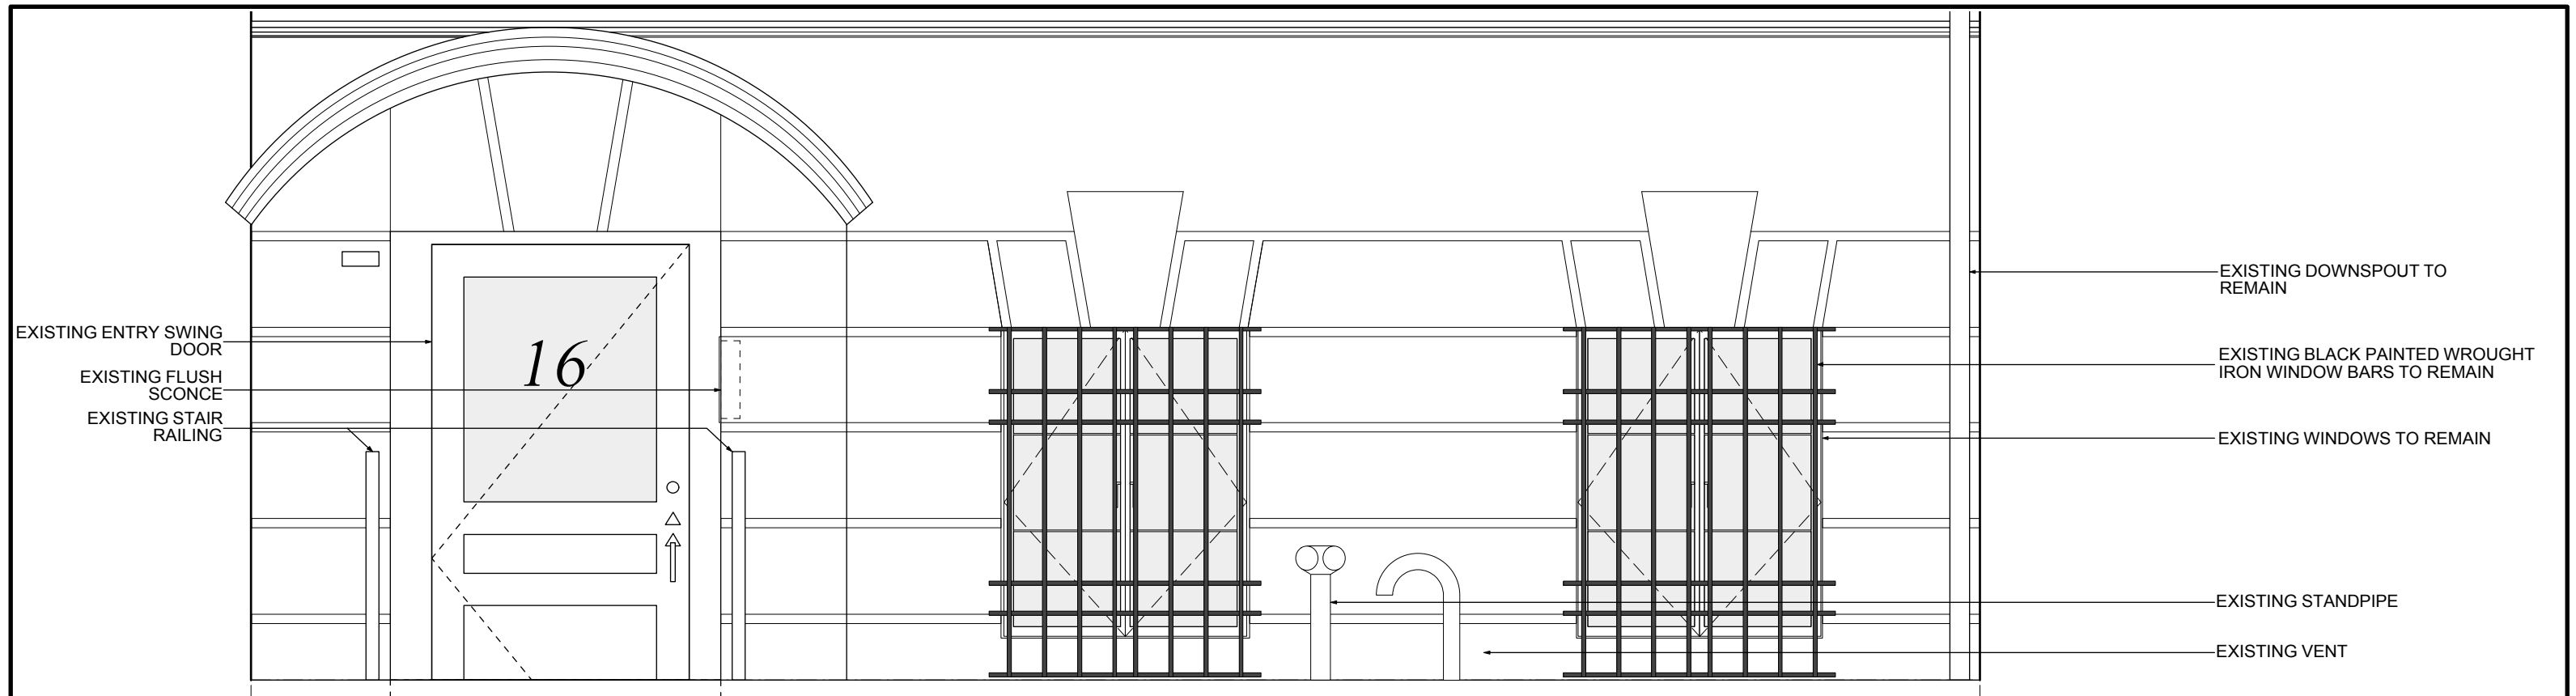 EXISTING ENTRY SWING
DOOR
EXISTING FLUSH
SCONCE
EXISTING STAIR
RAILING
16
EXISTING DOWNSPOUT TO
REMAIN
EXISTING BLACK PAINTED WROUGHT
IRON WINDOW BARS TO REMAIN
EXISTING WINDOWS TO REMAIN
EXISTING STANDPIPE
EXISTING VENT